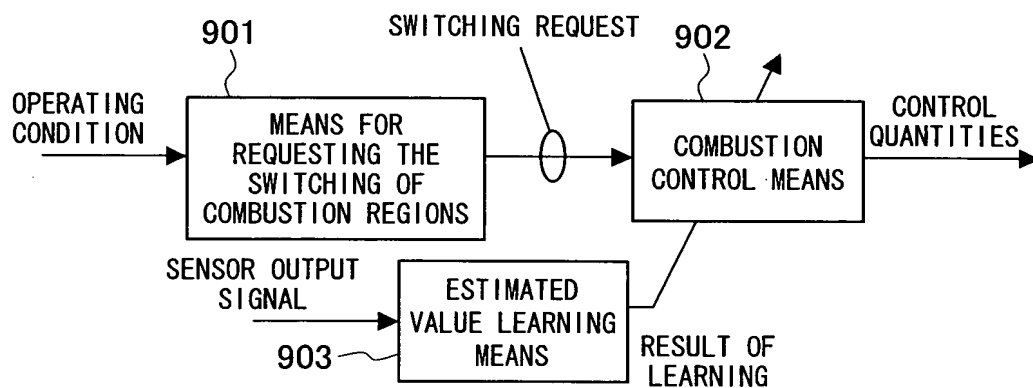 901
SWITCHING REQUEST
902
OPERATING
CONDITION
MEANS FOR
REQUESTING THE
SWITCHING OF
COMBUSTION REGIONS
COMBUSTION
CONTROL MEANS
CONTROL
QUANTITIES
SENSOR OUTPUT
SIGNAL
903
ESTIMATED
VALUE LEARNING
MEANS
RESULT OF
LEARNING